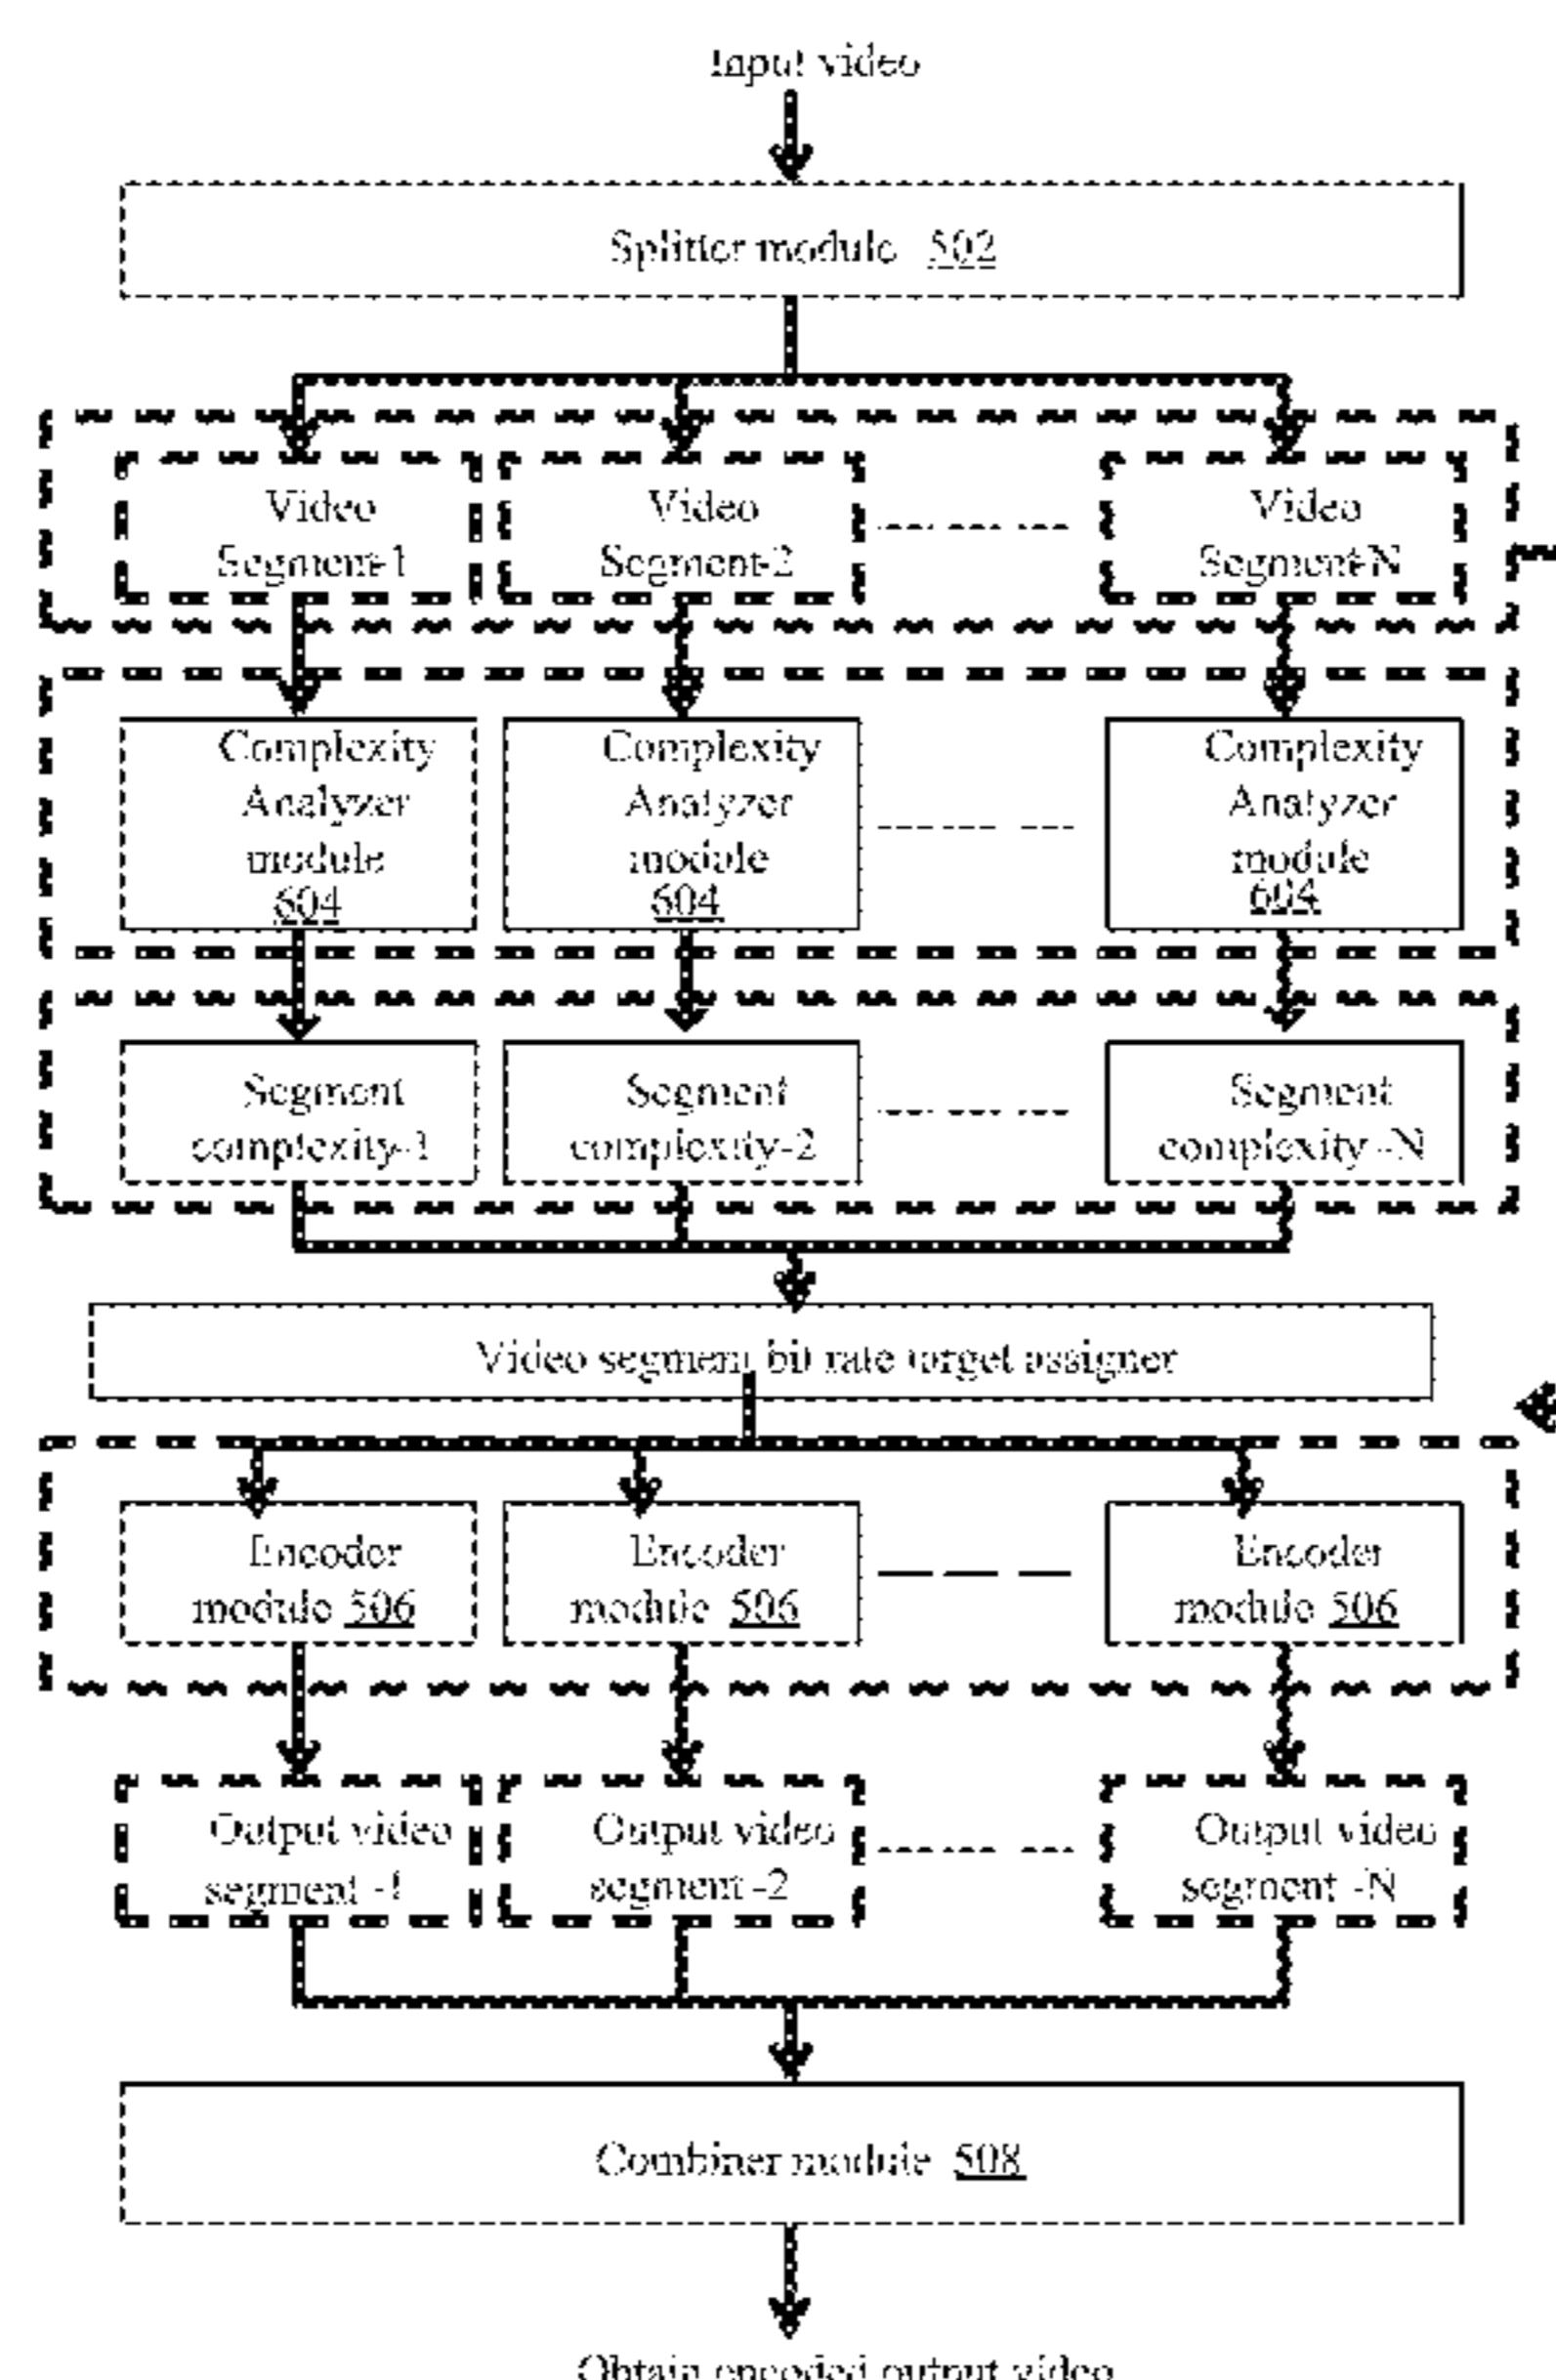 Input video
Splitter module 502
Video
Segment-1
Video
Segment-2
Video
Segment-N
Complexity
Analyzer
module
604
Complexity
Analyzer
module
604
Complexity
Analyzer
module
604
Segment
complexity-1
Segment
complexity-2
Segment
complexity -N
Video segment bit rate target assigner
Encoder
module 506
Encoder
module 506
Encoder
module 506
Output video
segment -1
Output video
segment -2
Output video
segment -N
Combiner module 508
Obtain encoded output video